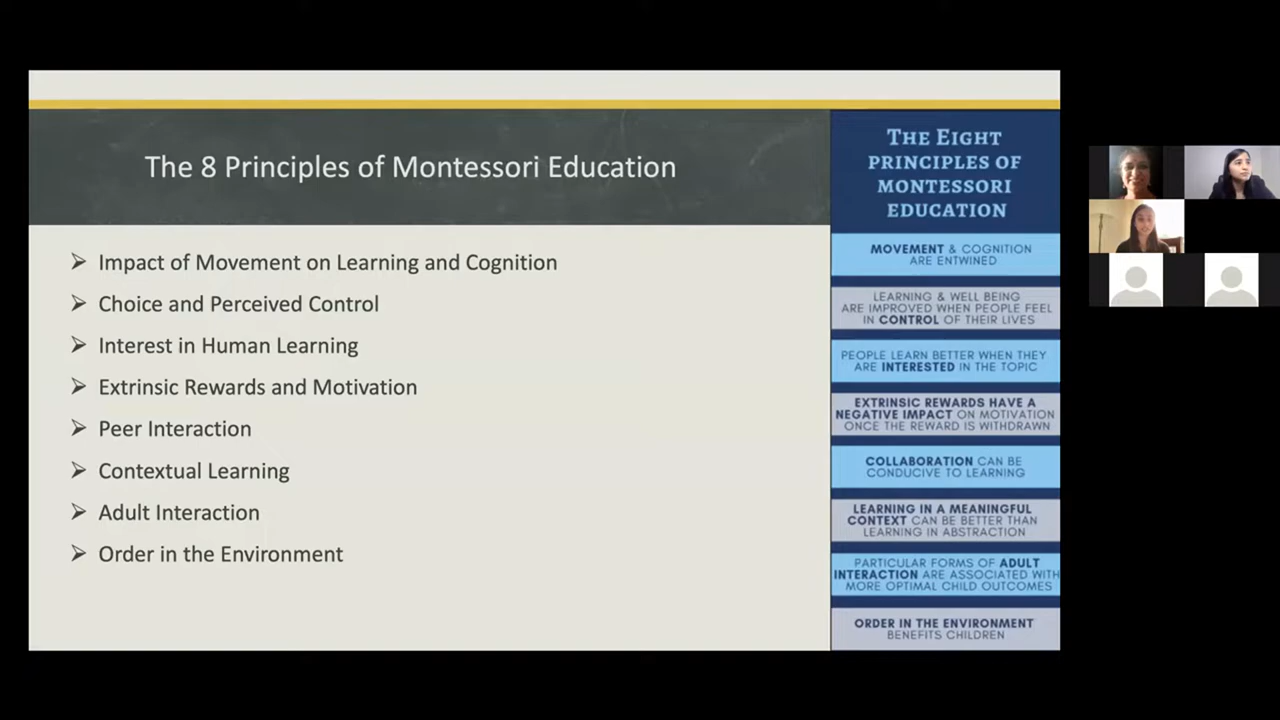 The 8 Principles of Montessori Education
Impact of Movement on Learning and Cognition
Choice and Perceived Control
Interest in Human Learning
Extrinsic Rewards and Motivation
Peer Interaction
Contextual Learning
Adult Interaction
Order in the Environment
THE EIGHT
PRINCIPLES OF
MONTESSORI
EDUCATION
MOVEMENT & COGNITION
ARE ENTWINED
LEARNING & WELL BEING
ARE IMPROVED WHEN PEOPLE FEEL
IN CONTROL OF THEIR LIVES
PEOPLE LEARN BETTER WHEN THEY
ARE INTERESTED IN THE TOPIC
EXTRINSIC REWARDS HAVE A
NEGATIVE IMPACT ON MOTIVATION
ONCE THE REWARD IS WITHDRAWN
COLLABORATION CAN BE
CONDUCIVE TO LEARNING
LEARNING IN A MEANINGFUL
CONTEXT CAN BE BETTER THAN
LEARNING IN ABSTRACTION
PARTICULAR FORMS OF ADULT
INTERACTION ARE ASSOCIATED WITH
MORE OPTIMAL CHILD OUTCOMES
ORDER IN THE ENVIRONMENT
BENEFITS CHILDREN